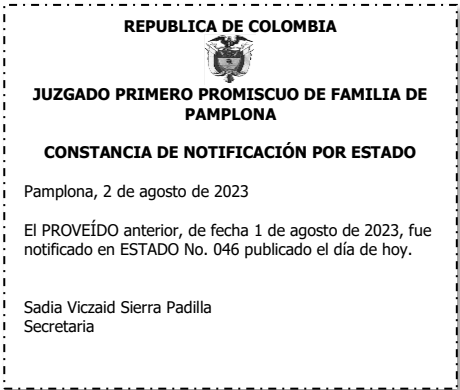 REPUBLICA DE COLOMBIA
JUZGADO PRIMERO PROMISCUO DE FAMILIA DE
PAMPLONA
CONSTANCIA DE NOTIFICACIÓN POR ESTADO
Pamplona, 2 de agosto de 2023
El PROVEÍDO anterior, de fecha 1 de agosto de 2023, fue
notificado en ESTADO No. 046 publicado el día de hoy.
Sadia Viczaid Sierra Padilla
Secretaria